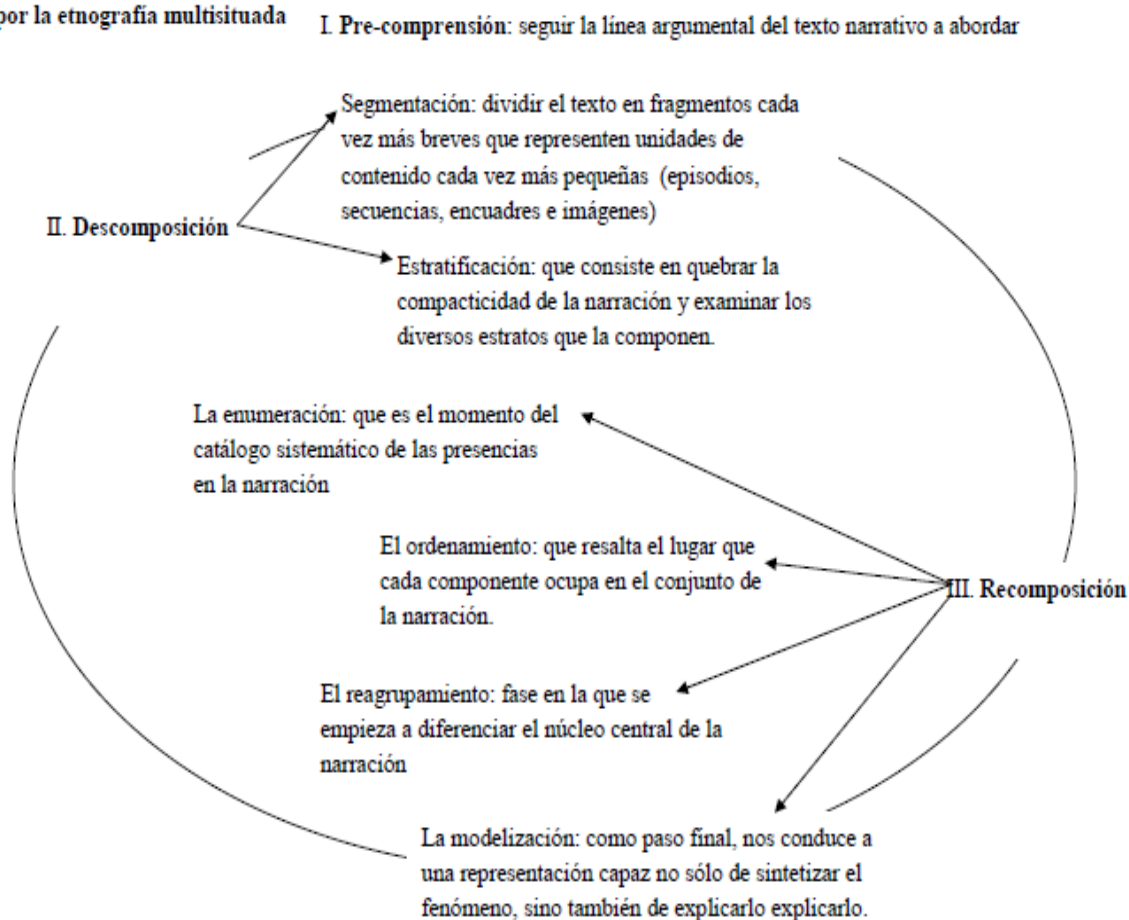 por la etnografía multisituada
I. Pre-comprensión: seguir la línea argumental del texto narrativo a abordar
Segmentación: dividir el texto en fragmentos cada
vez más breves que representen unidades de
contenido cada vez más pequeñas (episodios,
secuencias, encuadres e imágenes)
II. Descomposición
Estratificación: que consiste en quebrar la
compacticidad de la narración y examinar los
diversos estratos que la componen.
La enumeración: que es el momento del
catálogo sistemático de las presencias
en la narración
El ordenamiento: que resalta el lugar que
cada componente ocupa en el conjunto de
la narración.
III. Recomposición
El reagrupamiento: fase en la que se
empieza a diferenciar el núcleo central de la
narración
La modelización: como paso final, nos conduce a
una representación capaz no sólo de sintetizar el
fenómeno, sino también de explicarlo explicarlo.